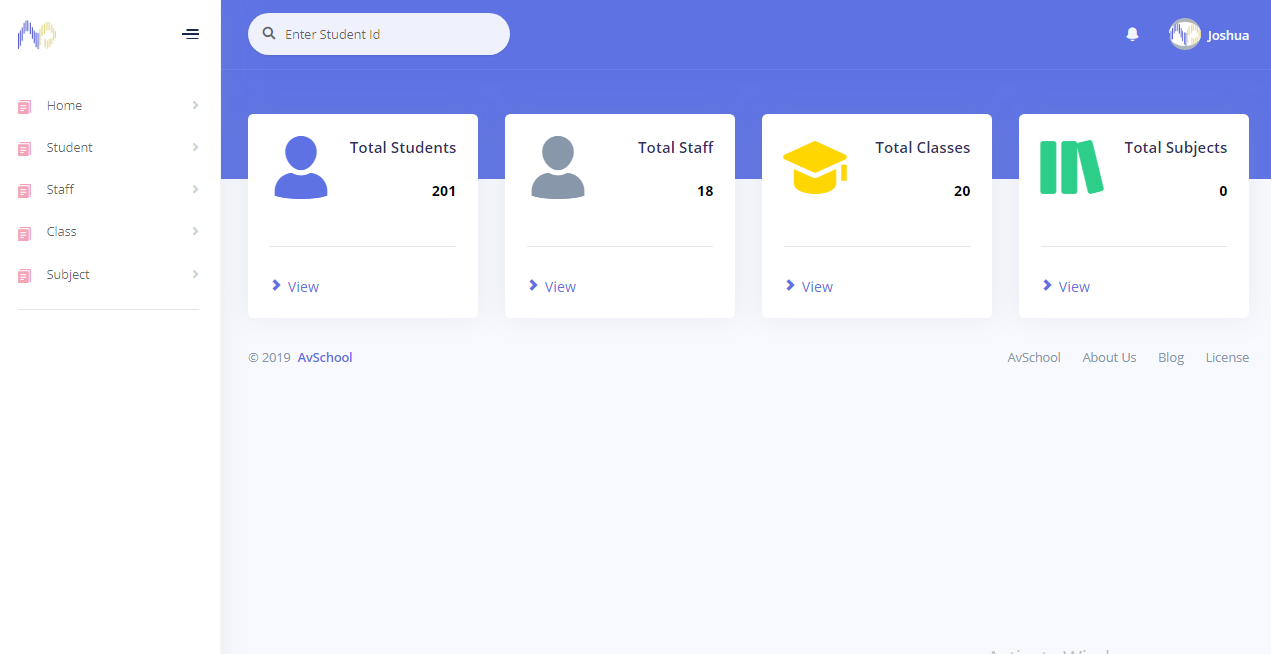 Enter Student Id
Joshua
Home
Student
Staff
Class
Subject
Total Students
201
View
Total Staff
18
View
Total Classes
20
View
Total Subjects
0
View
© 2019 AvSchool
AvSchool About Us Blog License